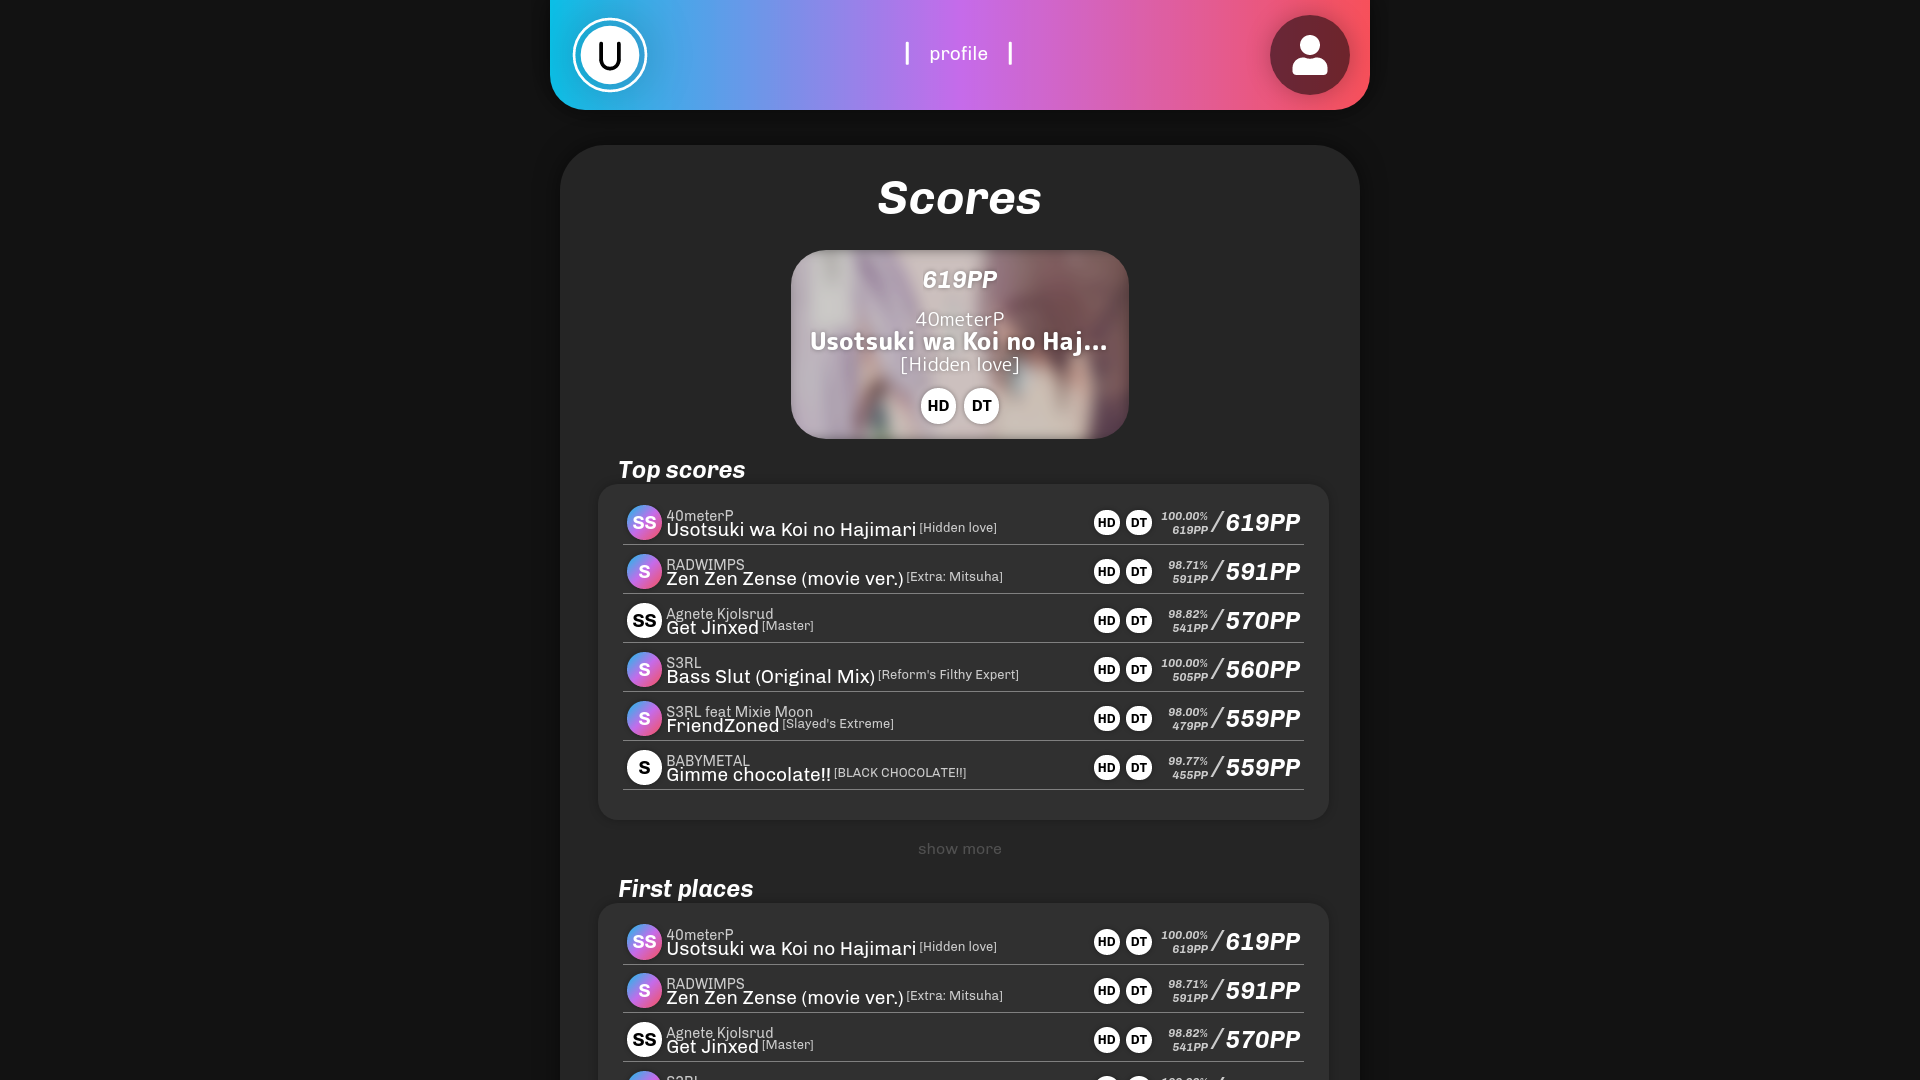 U
profile
Scores
619PP
40meterP
Usotsuki wa Koi no Haj...
[Hidden love]
HD DT
Top scores
SS 40meterP Usotsuki wa Koi no Hajimari [Hidden love] HD DT 100.00% 619PP / 619PP
S RADWIMPS Zen Zen Zense (movie ver.) [Extra: Mitsuha] HD DT 98.71% 591PP / 591PP
SS Agnete Kjolsrud Get Jinxed [Master] HD DT 98.82% 541PP / 570PP
S S3RL Bass Slut (Original Mix) [Reform's Filthy Expert] HD DT 100.00% 505PP / 560PP
S S3RL feat Mixie Moon FriendZoned [Slayed's Extreme] HD DT 98.00% 479PP / 559PP
S BABYMETAL Gimme chocolate!! [BLACK CHOCOLATE!!] HD DT 99.77% 455PP / 559PP
show more
First places
SS 40meterP Usotsuki wa Koi no Hajimari [Hidden love] HD DT 100.00% 619PP / 619PP
S RADWIMPS Zen Zen Zense (movie ver.) [Extra: Mitsuha] HD DT 98.71% 591PP / 591PP
SS Agnete Kjolsrud Get Jinxed [Master] HD DT 98.82% 541PP / 570PP